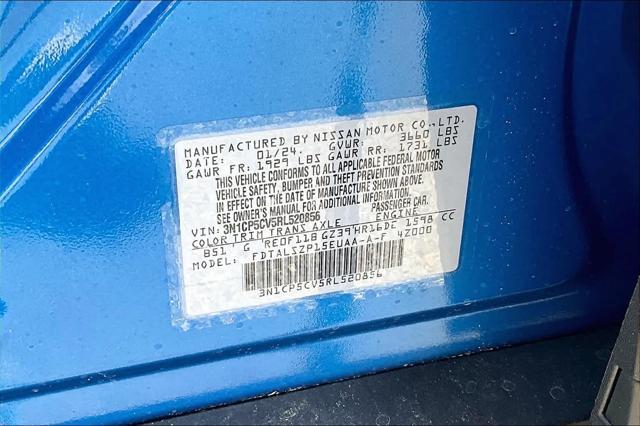 MANUFACTURED BY NISSAN MOTOR CO., LTD.
DATE: 01/24 GVWR: 3660 LBS
GAWR FR: 1929 LBS GAWR RR: 1731 LBS
THIS VEHICLE CONFORMS TO ALL APPLICABLE FEDERAL MOTOR
VEHICLE SAFETY, BUMPER AND THEFT PREVENTION STANDARDS
IN EFFECT ON THE DATE OF MANUFACTURE SHOWN ABOVE.
SEE OWNER'S MANUAL FOR ADDITIONAL INFORMATION.
VIN: 3N1CP5CV5RL520856 PASSENGER CAR.
COLOR TRIM TRANS AXLE ENGINE
B51 G RE0F11B GZ39 HR16DE 1598 CC
MODEL: FDTALSZP15EUAA-A-F 4Z000
3N1CP5CV5RL520856